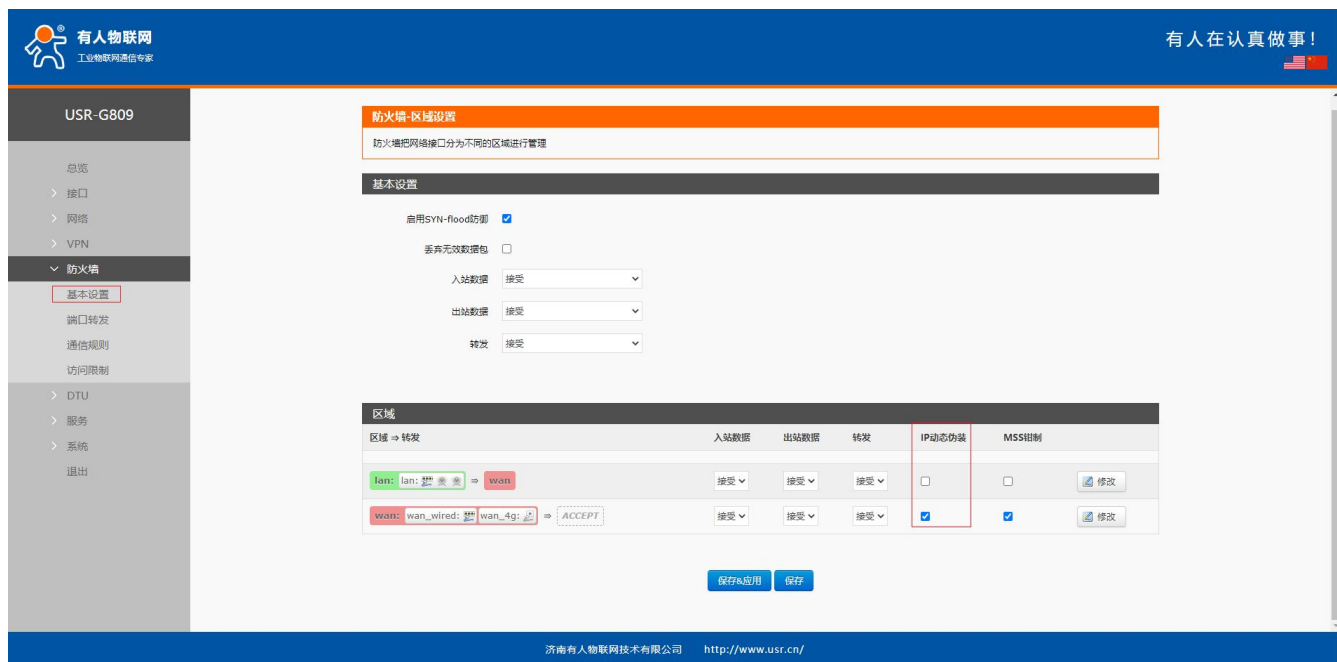 有人物联网
工业物联网通信专家
有人在认真做事!
USR-G809
总览
接口
网络
VPN
防火墙
基本设置
端口转发
通信规则
访问限制
DTU
服务
系统
退出
防火墙-区域设置
防火墙把网络接口分为不同的区域进行管理
基本设置
启用SYN-flood防御
丢弃无效数据包
入站数据 接受
出站数据 接受
转发 接受
区域
区域 ⇒ 转发 入站数据 出站数据 转发 IP动态伪装 MSS钳制
lan: lan: ⇒ wan 接受 接受 接受 修改
wan: wan_wired: wan_4g: ⇒ ACCEPT 接受 接受 接受 修改
保存&应用 保存
济南有人物联网技术有限公司 http://www.usr.cn/